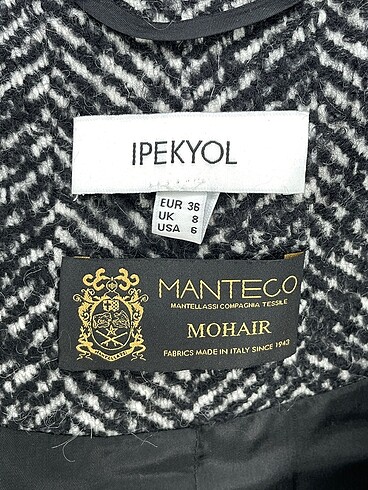 IPEKYOL
EUR 36
UK 8
USA 6
MANTECO
MANTELLASSI COMPAGNIA TESSILE
MOHAIR
FABRICS MADE IN ITALY SINCE 1943